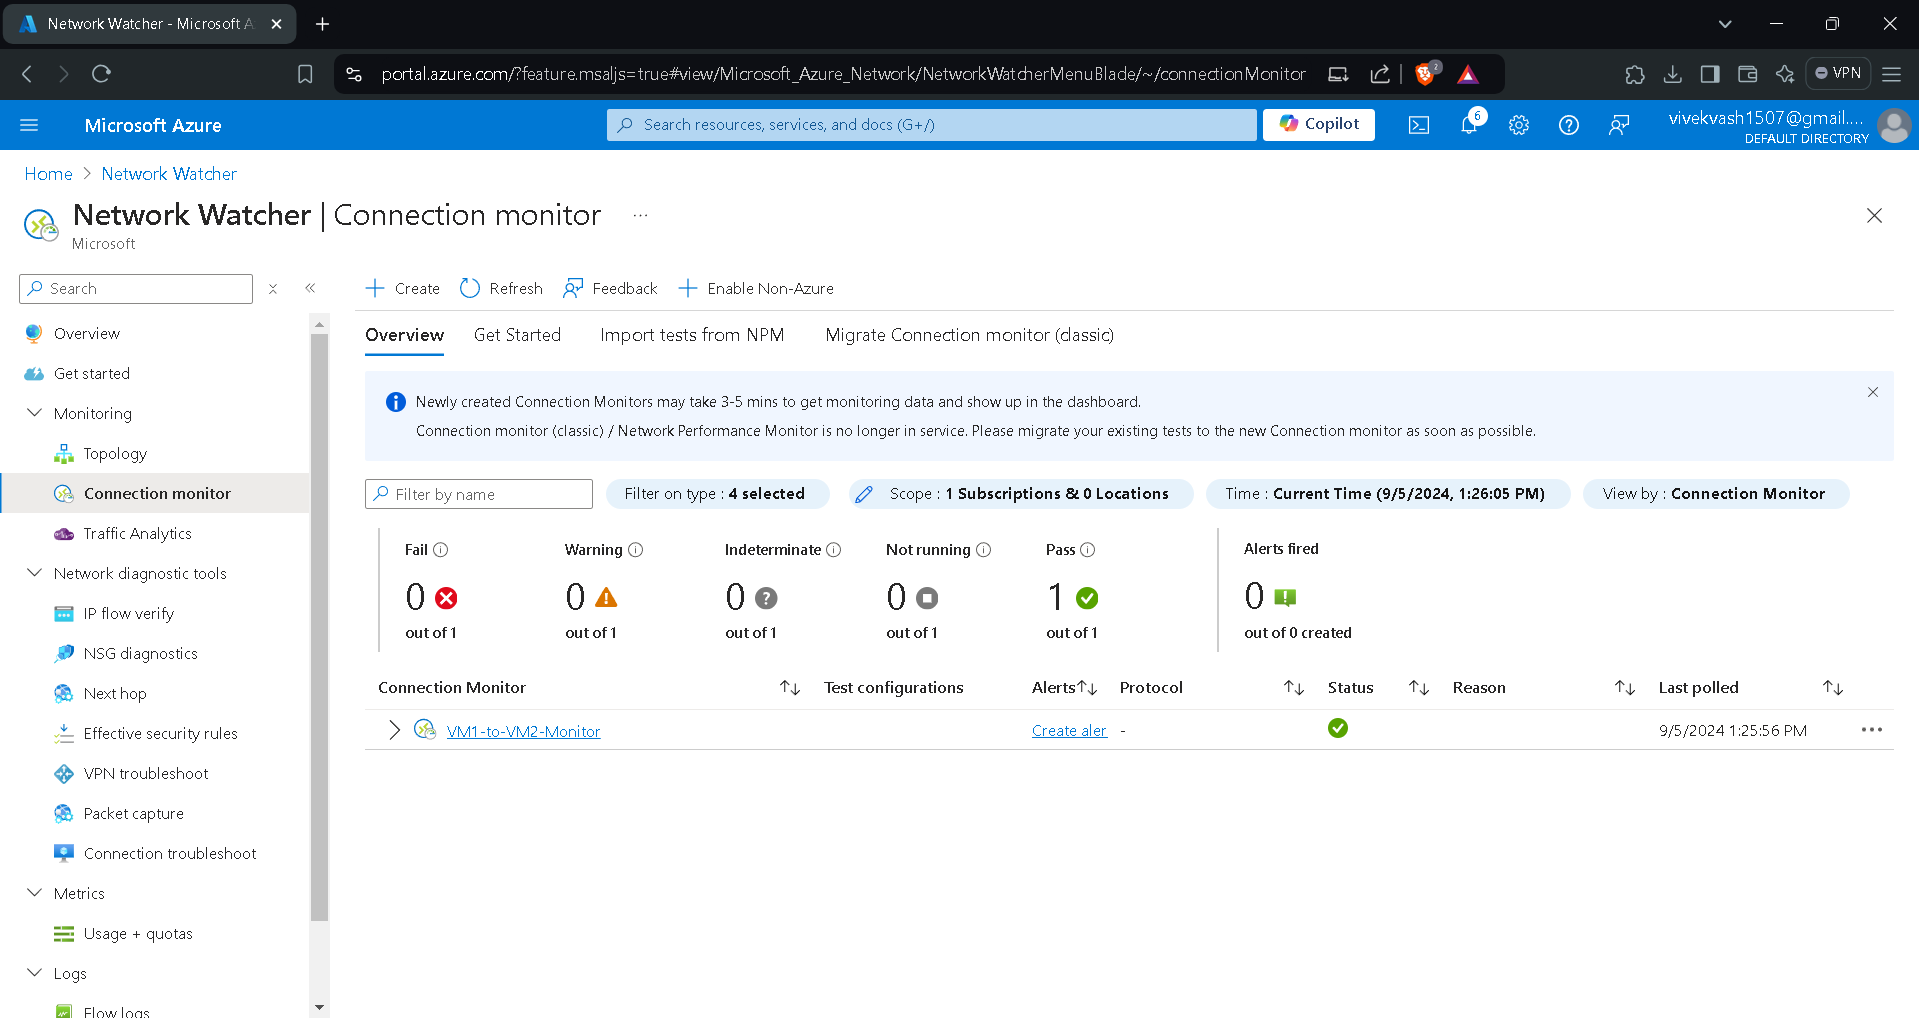 Network Watcher - Microsoft A
portal.azure.com/?feature.msaljs=true#view/Microsoft_Azure_Network/NetworkWatcherMenuBlade/~/connectionMonitor
2
VPN
Microsoft Azure
Search resources, services, and docs (G+/)
Copilot
6
vivekvash1507@gmail....
DEFAULT DIRECTORY
Home > Network Watcher
Network Watcher | Connection monitor ...
Microsoft
Search
Overview
Get started
Monitoring
Topology
Connection monitor
Traffic Analytics
Network diagnostic tools
IP flow verify
NSG diagnostics
Next hop
Effective security rules
VPN troubleshoot
Packet capture
Connection troubleshoot
Metrics
Usage + quotas
Logs
Flow logs
Create Refresh Feedback Enable Non-Azure
Overview Get Started Import tests from NPM Migrate Connection monitor (classic)
Newly created Connection Monitors may take 3-5 mins to get monitoring data and show up in the dashboard.
Connection monitor (classic) / Network Performance Monitor is no longer in service. Please migrate your existing tests to the new Connection monitor as soon as possible.
Filter by name Filter on type : 4 selected Scope : 1 Subscriptions & 0 Locations Time : Current Time (9/5/2024, 1:26:05 PM) View by : Connection Monitor
Fail Warning Indeterminate Not running Pass Alerts fired
0 0 0 0 1 0
out of 1 out of 1 out of 1 out of 1 out of 1 out of 0 created
Connection Monitor Test configurations Alerts Protocol Status Reason Last polled
VM1-to-VM2-Monitor Create aler - 9/5/2024 1:25:56 PM